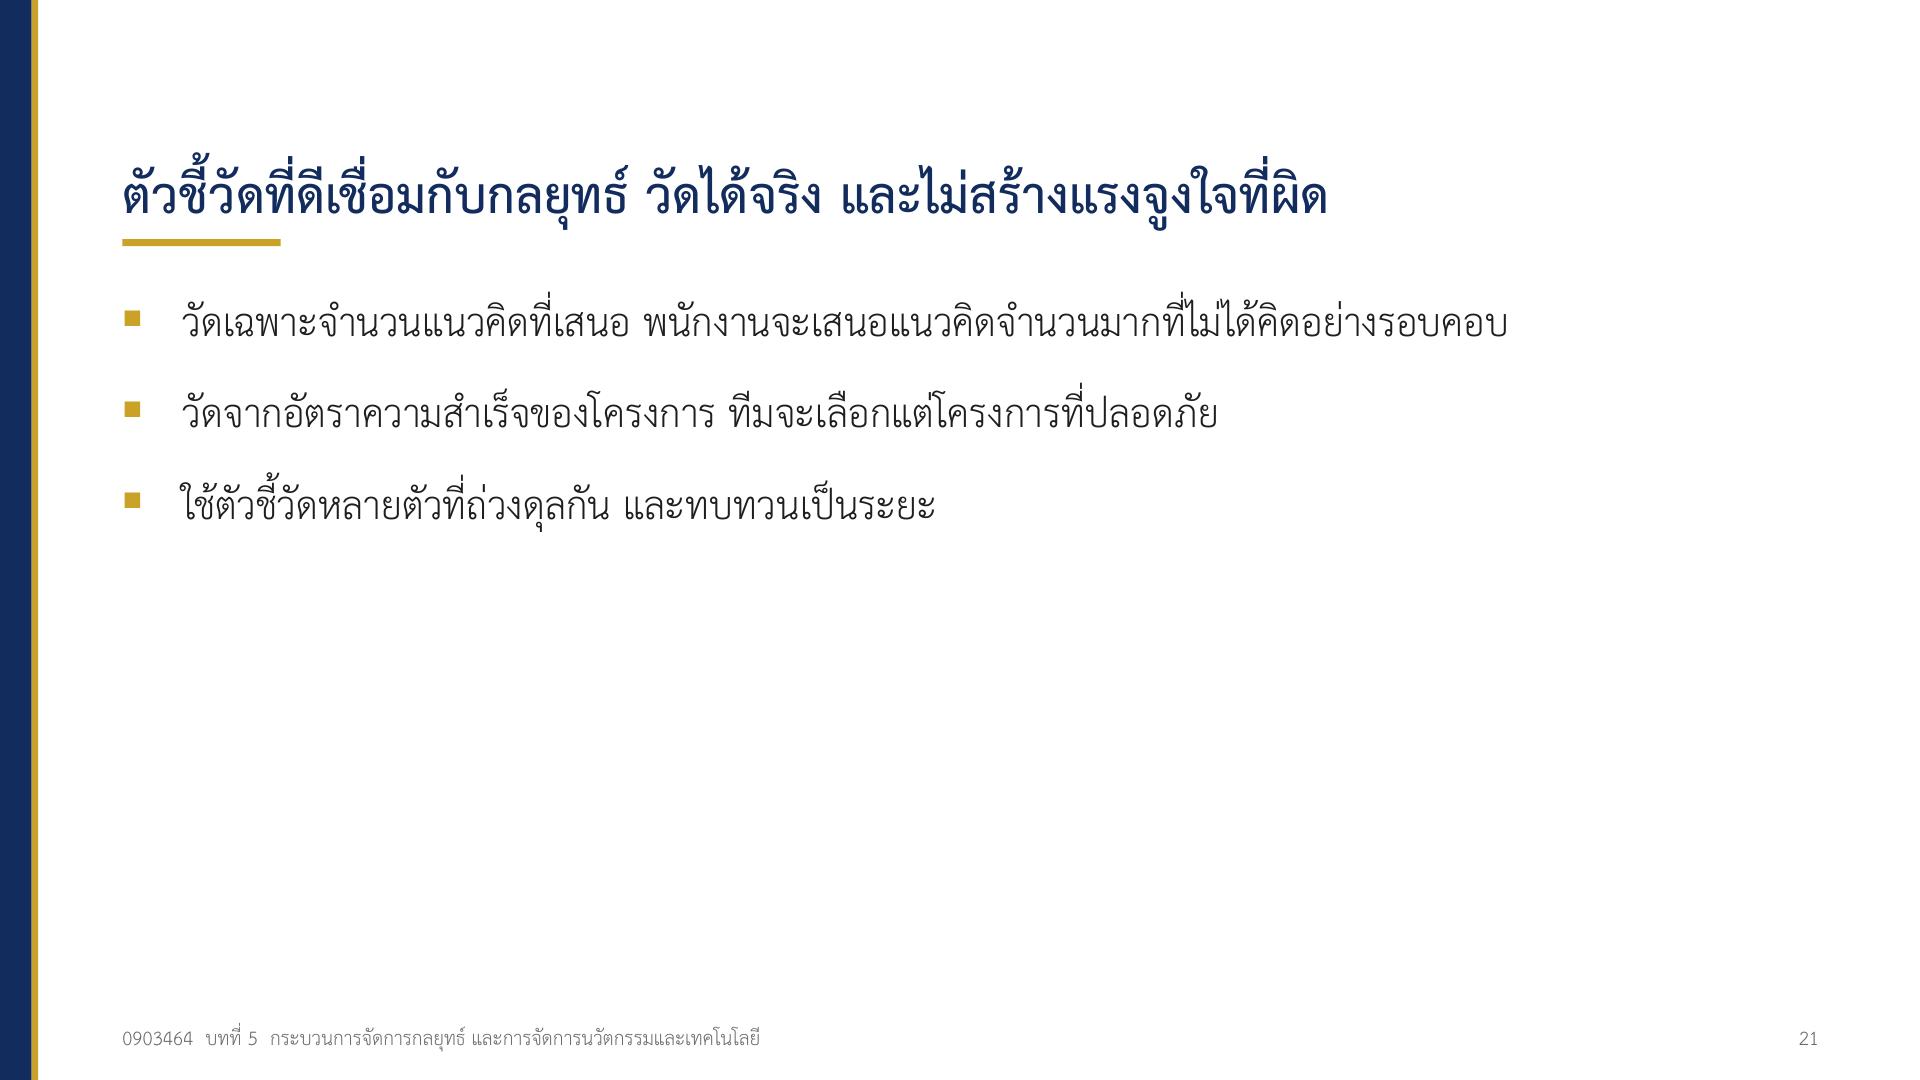 ตัวชี้วัดที่ดีเชื่อมกับกลยุทธ์ วัดได้จริง และไม่สร้างแรงจูงใจที่ผิด
วัดเฉพาะจำนวนแนวคิดที่เสนอ พนักงานจะเสนอแนวคิดจำนวนมากที่ไม่ได้คิดอย่างรอบคอบ
วัดจากอัตราความสำเร็จของโครงการ ทีมจะเลือกแต่โครงการที่ปลอดภัย
ใช้ตัวชี้วัดหลายตัวที่ถ่วงดุลกัน และทบทวนเป็นระยะ
0903464 บทที่ 5 กระบวนการจัดการกลยุทธ์ และการจัดการนวัตกรรมและเทคโนโลยี
21